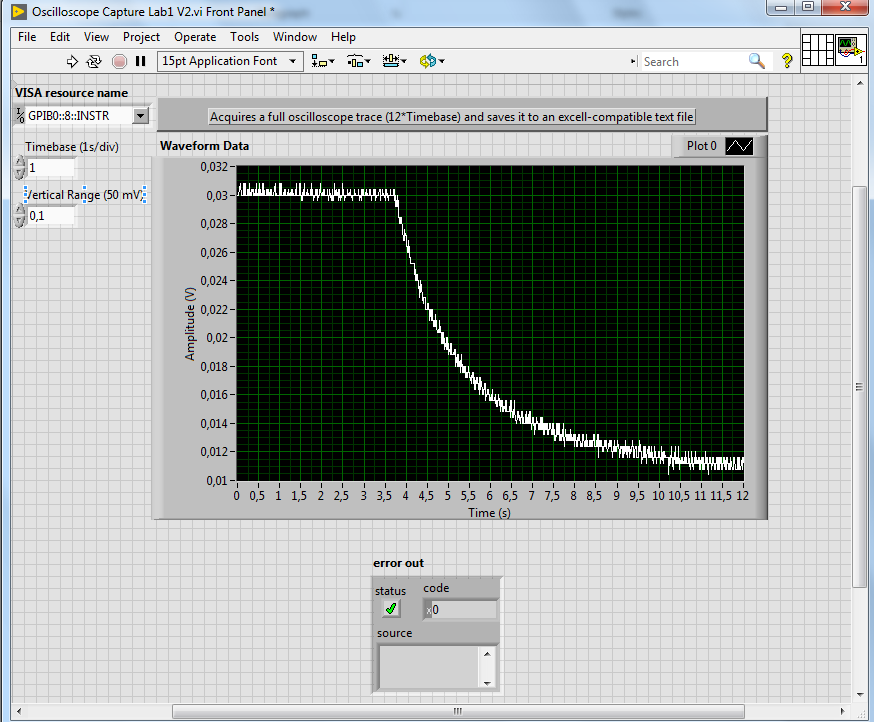 Oscilloscope Capture Lab1 V2.vi Front Panel *
File Edit View Project Operate Tools Window Help
15pt Application Font Search ? 1
VISA resource name
GPIB0::8::INSTR
Acquires a full oscilloscope trace (12*Timebase) and saves it to an excell-compatible text file
Timebase (1s/div)
1
Vertical Range (50 mV)
0,1
Waveform Data
Plot 0
0,032
0,03
0,028
0,026
0,024
0,022
0,02
0,018
0,016
0,014
0,012
0,01
Amplitude (V)
0 0,5 1 1,5 2 2,5 3 3,5 4 4,5 5 5,5 6 6,5 7 7,5 8 8,5 9 9,5 10 10,5 11 11,5 12
Time (s)
error out
status code
x0
source